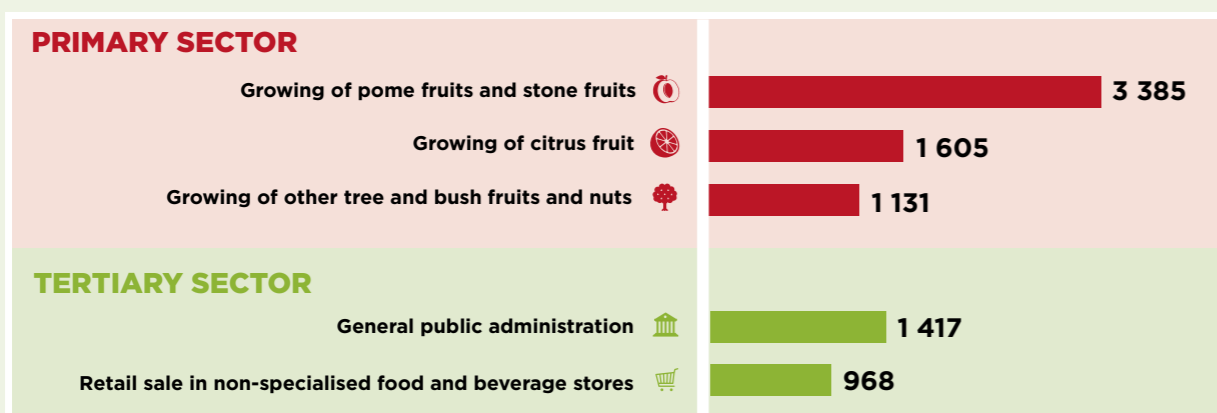 PRIMARY SECTOR
Growing of pome fruits and stone fruits 3 385
Growing of citrus fruit 1 605
Growing of other tree and bush fruits and nuts 1 131
TERTIARY SECTOR
General public administration 1 417
Retail sale in non-specialised food and beverage stores 968